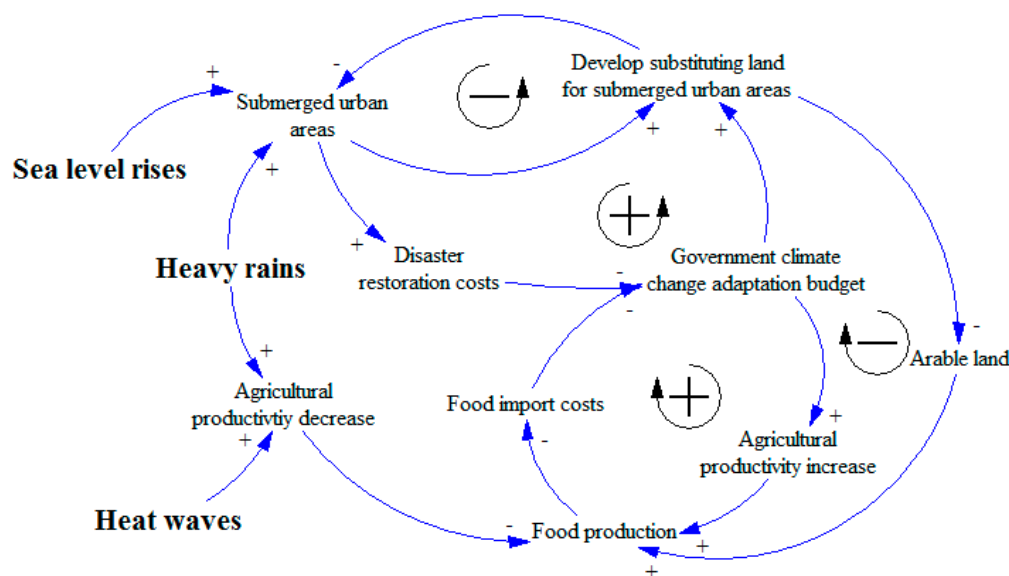 Develop substituting land
for submerged urban areas
Submerged urban
areas
Sea level rises
Heavy rains
Disaster
restoration costs
Government climate
change adaptation budget
Arable land
Agricultural
productivtiy decrease
Food import costs
Agricultural
productivity increase
Heat waves
Food production
+
-
+
+
+
+
-
-
-
+
+
+
-
-
+
+
+
-
+
+
-